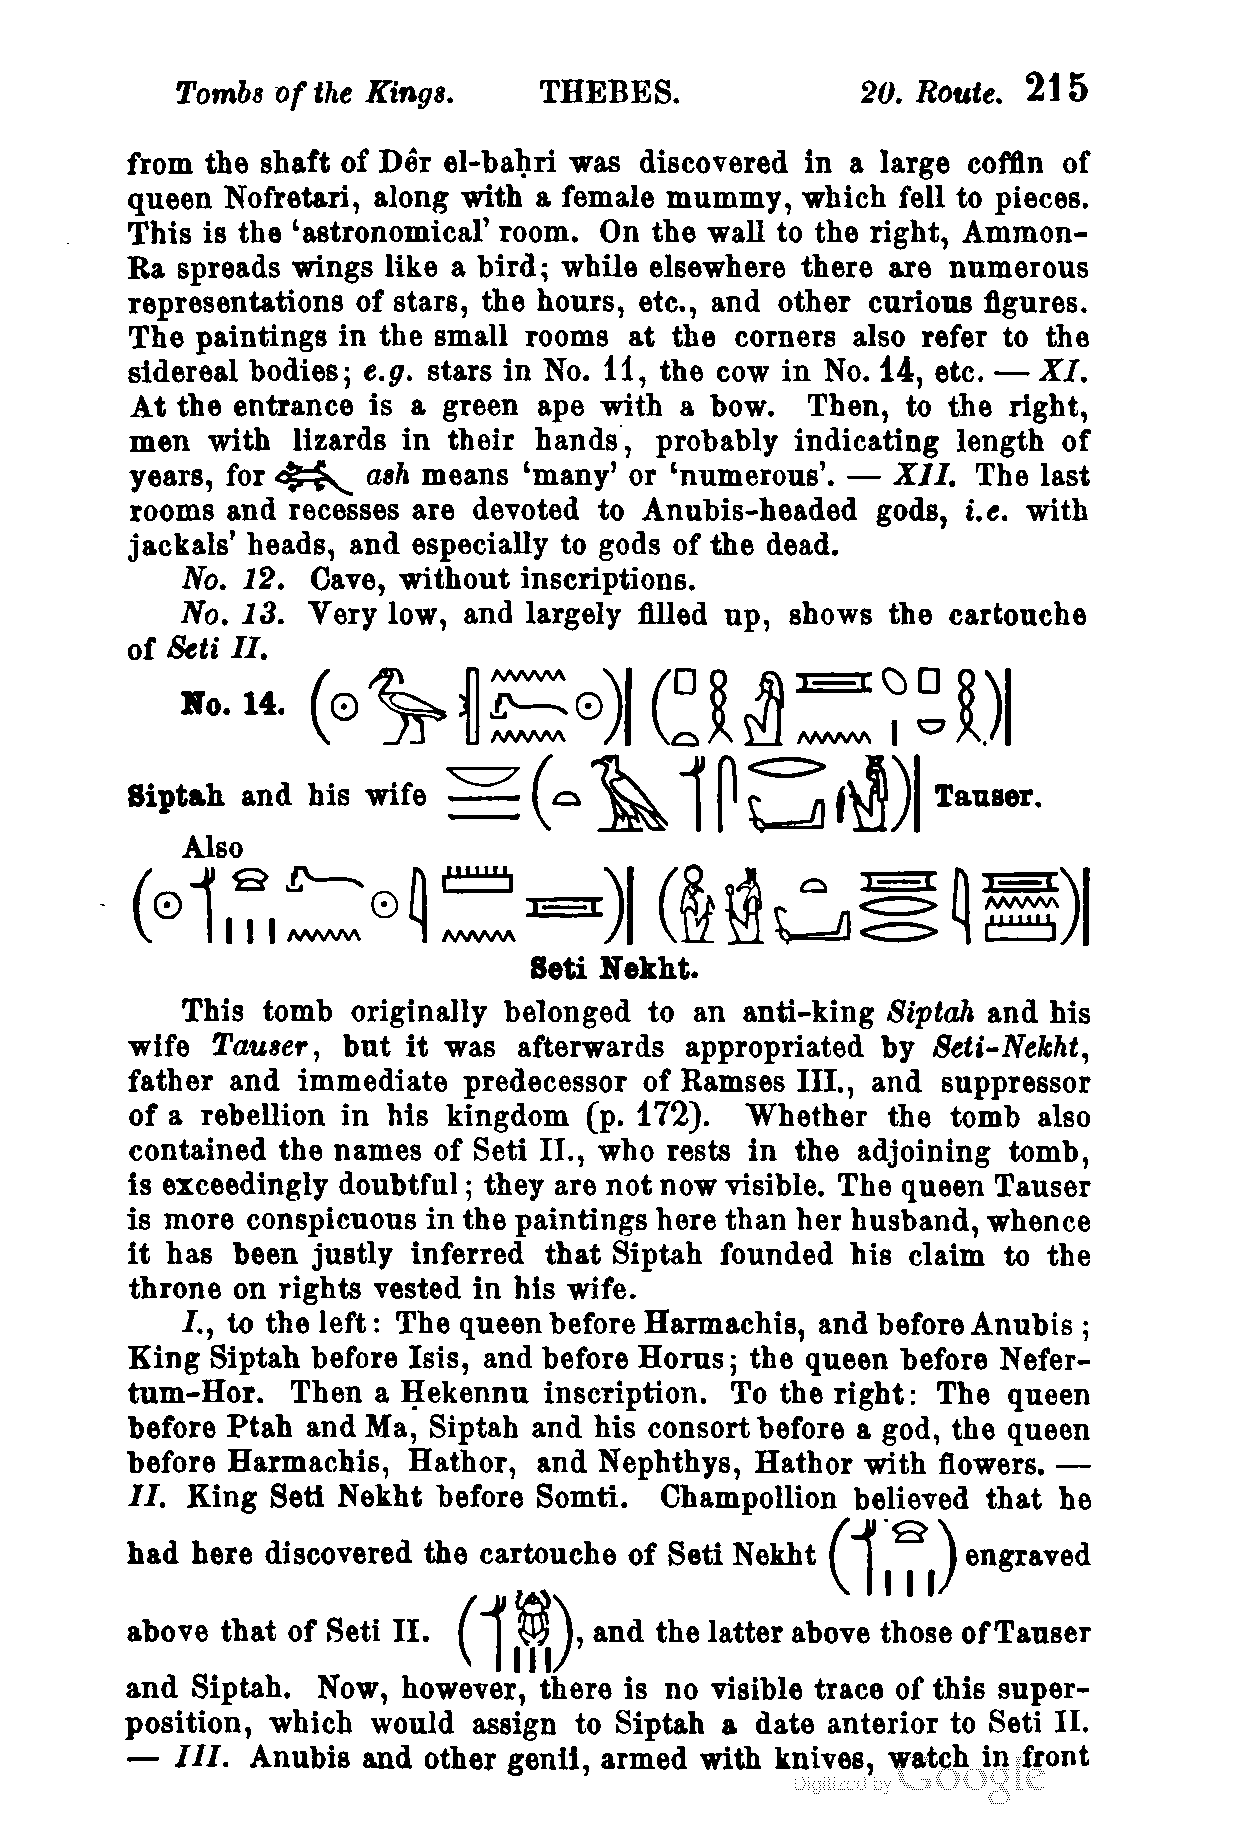 Tombs of the Kings. THEBES. 20. Route. 215
from the shaft of Dêr el-baḥri was discovered in a large coffin of
queen Nofretari, along with a female mummy, which fell to pieces.
This is the ‘astronomical’ room. On the wall to the right, Ammon-
Ra spreads wings like a bird; while elsewhere there are numerous
representations of stars, the hours, etc., and other curious figures.
The paintings in the small rooms at the corners also refer to the
sidereal bodies; e.g. stars in No. 11, the cow in No. 14, etc. — XI.
At the entrance is a green ape with a bow. Then, to the right,
men with lizards in their hands, probably indicating length of
years, for ash means ‘many’ or ‘numerous’. — XII. The last
rooms and recesses are devoted to Anubis-headed gods, i.e. with
jackals’ heads, and especially to gods of the dead.
No. 12. Cave, without inscriptions.
No. 13. Very low, and largely filled up, shows the cartouche
of Seti II.
No. 14.
Siptah and his wife Tauser.
Also
Seti Nekht.
This tomb originally belonged to an anti-king Siptah and his
wife Tauser, but it was afterwards appropriated by Seti-Nekht,
father and immediate predecessor of Ramses III., and suppressor
of a rebellion in his kingdom (p. 172). Whether the tomb also
contained the names of Seti II., who rests in the adjoining tomb,
is exceedingly doubtful; they are not now visible. The queen Tauser
is more conspicuous in the paintings here than her husband, whence
it has been justly inferred that Siptah founded his claim to the
throne on rights vested in his wife.
I., to the left: The queen before Harmachis, and before Anubis;
King Siptah before Isis, and before Horus; the queen before Nefer-
tum-Hor. Then a Ḥekennu inscription. To the right: The queen
before Ptah and Ma, Siptah and his consort before a god, the queen
before Harmachis, Hathor, and Nephthys, Hathor with flowers. —
II. King Seti Nekht before Somti. Champollion believed that he
had here discovered the cartouche of Seti Nekht engraved
above that of Seti II. , and the latter above those of Tauser
and Siptah. Now, however, there is no visible trace of this super-
position, which would assign to Siptah a date anterior to Seti II.
— III. Anubis and other genii, armed with knives, watch in front
Digitized by Google